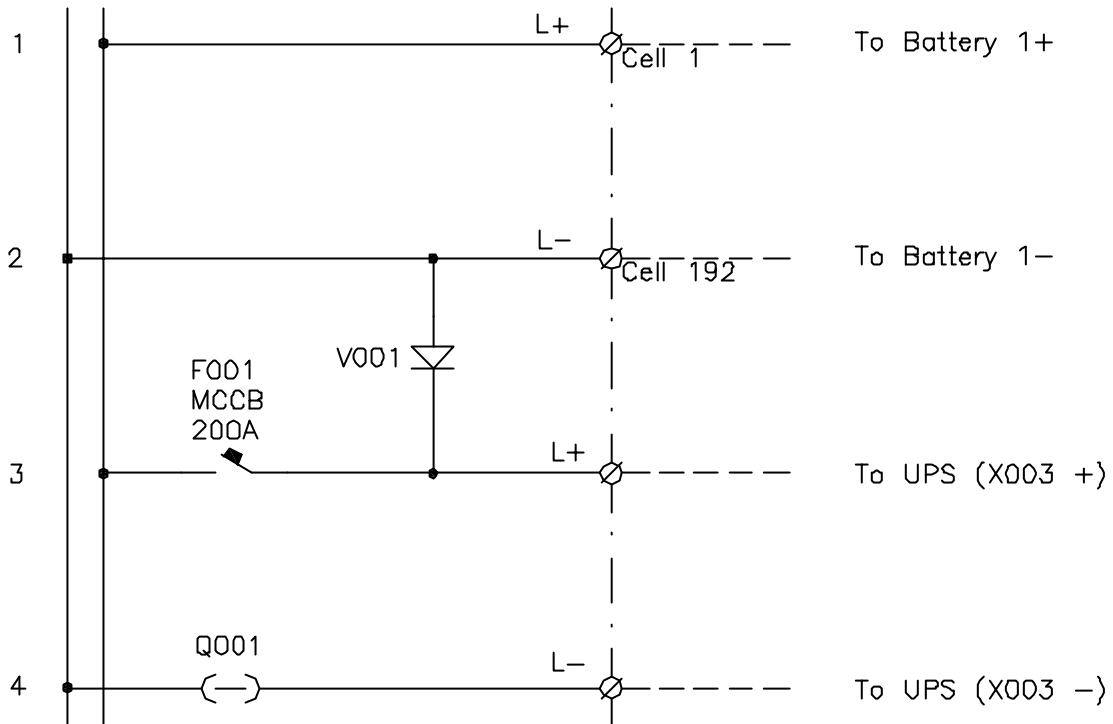 1
L+
Cell 1
To Battery 1+
2
L-
Cell 192
To Battery 1-
F001
MCCB
200A
V001
3
L+
To UPS (X003 +)
Q001
4
L-
To UPS (X003 -)